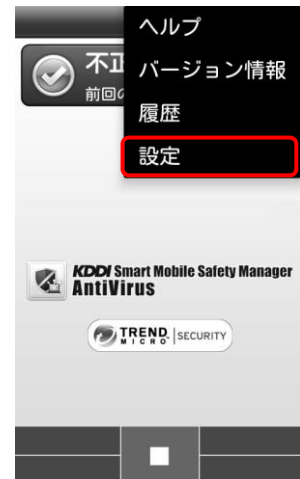 ヘルプ
不正
バージョン情報
前回の
履歴
設定
KDDI Smart Mobile Safety Manager
AntiVirus
TREND MICRO | SECURITY